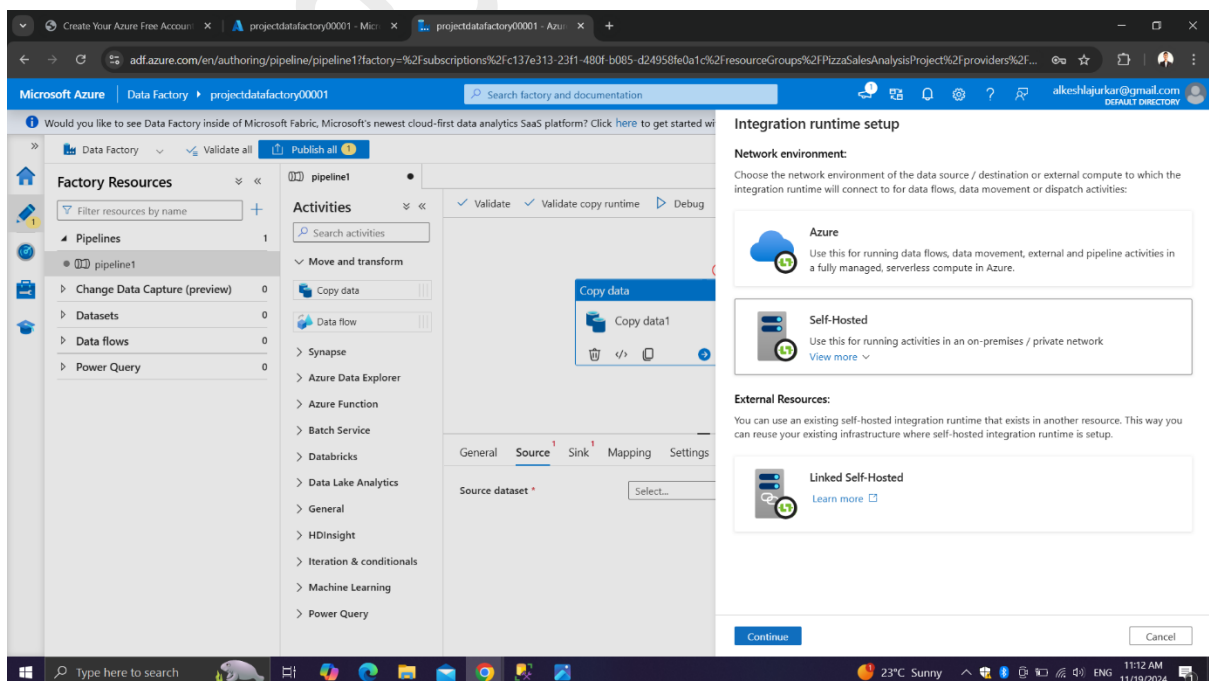 Create Your Azure Free Account
projectdatafactory00001 - Micr
projectdatafactory00001 - Azur
adf.azure.com/en/authoring/pipeline/pipeline1?factory=%2Fsubscriptions%2Fc137e313-23f1-480f-b085-d24958fe0a1c%2FresourceGroups%2FPizzaSalesAnalysisProject%2Fproviders%2F...
Microsoft Azure
Data Factory
projectdatafactory00001
Search factory and documentation
1
alkeshlajurkar@gmail.com
DEFAULT DIRECTORY
Would you like to see Data Factory inside of Microsoft Fabric, Microsoft's newest cloud-first data analytics SaaS platform? Click here to get started wi
Data Factory
Validate all
Publish all 1
1
Factory Resources
Filter resources by name
Pipelines 1
pipeline1
Change Data Capture (preview) 0
Datasets 0
Data flows 0
Power Query 0
pipeline1
Activities
Search activities
Move and transform
Copy data
Data flow
Synapse
Azure Data Explorer
Azure Function
Batch Service
Databricks
Data Lake Analytics
General
HDInsight
Iteration & conditionals
Machine Learning
Power Query
Validate
Validate copy runtime
Debug
Copy data
Copy data1
General
Source 1
Sink 1
Mapping
Settings
Source dataset *
Select...
Integration runtime setup
Network environment:
Choose the network environment of the data source / destination or external compute to which the
integration runtime will connect to for data flows, data movement or dispatch activities:
Azure
Use this for running data flows, data movement, external and pipeline activities in
a fully managed, serverless compute in Azure.
Self-Hosted
Use this for running activities in an on-premises / private network
View more
External Resources:
You can use an existing self-hosted integration runtime that exists in another resource. This way you
can reuse your existing infrastructure where self-hosted integration runtime is setup.
Linked Self-Hosted
Learn more
Continue
Cancel
Type here to search
23°C Sunny
ENG
11:12 AM
11/19/2024